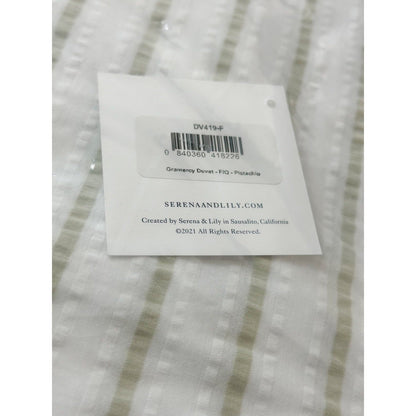 DV419-F
0 840360 418226
Gramercy Duvet - F/Q - Pistachio
SERENAANDLILY.COM
Created by Serena & Lily in Sausalito, California
©2021 All Rights Reserved.